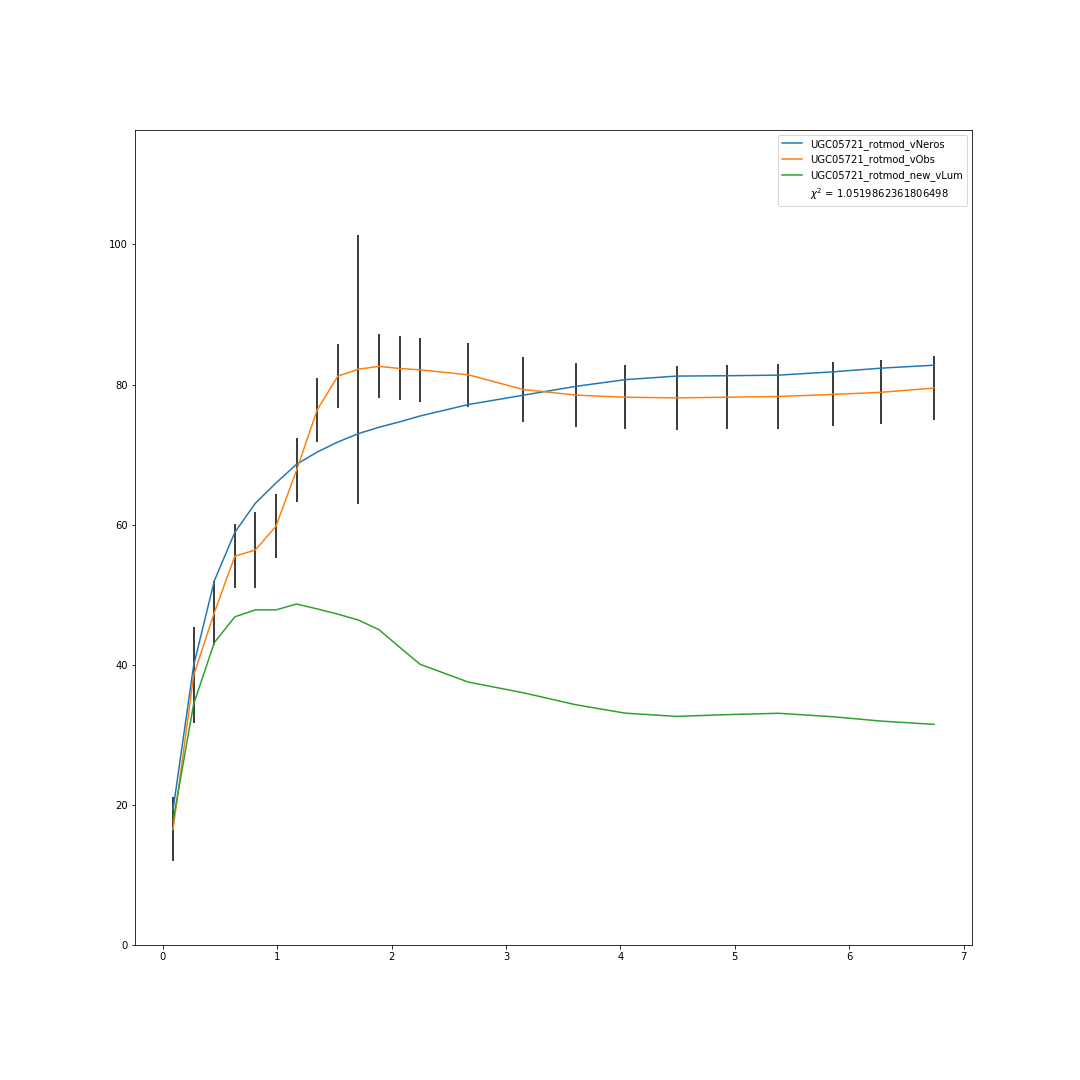 UGC05721_rotmod_vNeros
UGC05721_rotmod_vObs
UGC05721_rotmod_new_vLum
χ² = 1.0519862361806498
100
80
60
40
20
0
0 1 2 3 4 5 6 7